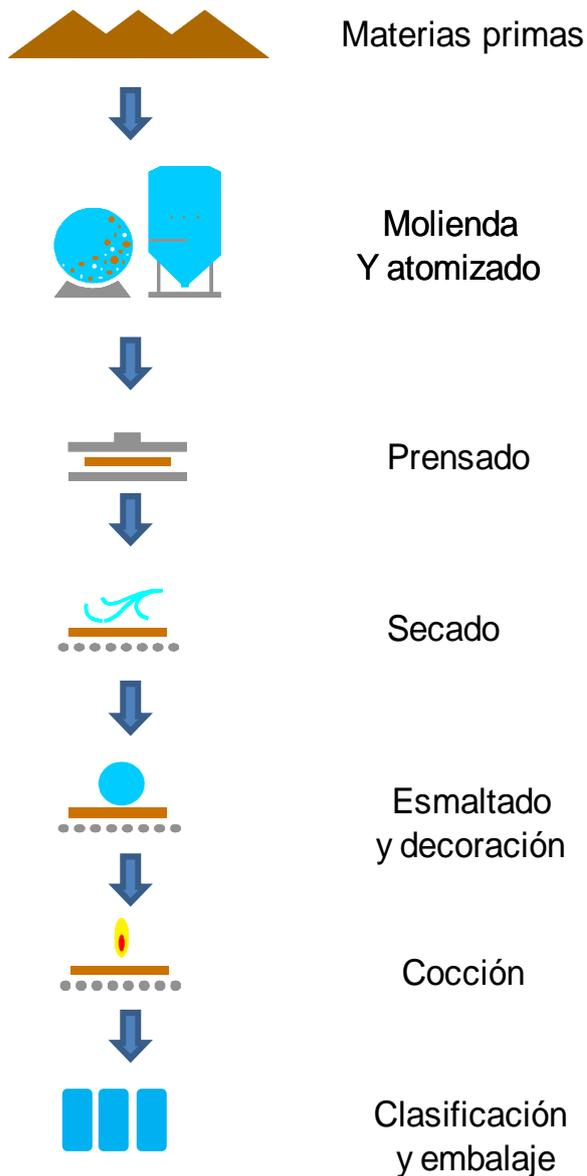 Materias primas
Molienda
Y atomizado
Prensado
Secado
Esmaltado
y decoración
Cocción
Clasificación
y embalaje